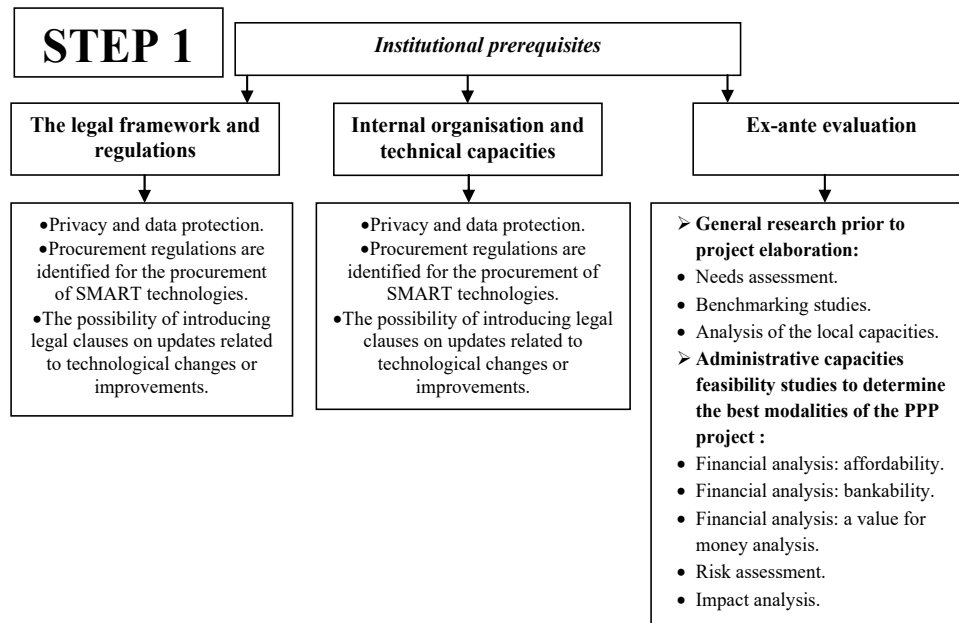 STEP 1
Institutional prerequisites
The legal framework and
regulations
•Privacy and data protection.
•Procurement regulations are
identified for the procurement
of SMART technologies.
•The possibility of introducing
legal clauses on updates related
to technological changes or
improvements.
Internal organisation and
technical capacities
•Privacy and data protection.
•Procurement regulations are
identified for the procurement of
SMART technologies.
•The possibility of introducing legal
clauses on updates related to
technological changes or
improvements.
Ex-ante evaluation
➢ General research prior to
project elaboration:
• Needs assessment.
• Benchmarking studies.
• Analysis of the local capacities.
➢ Administrative capacities
feasibility studies to determine
the best modalities of the PPP
project :
• Financial analysis: affordability.
• Financial analysis: bankability.
• Financial analysis: a value for
money analysis.
• Risk assessment.
• Impact analysis.